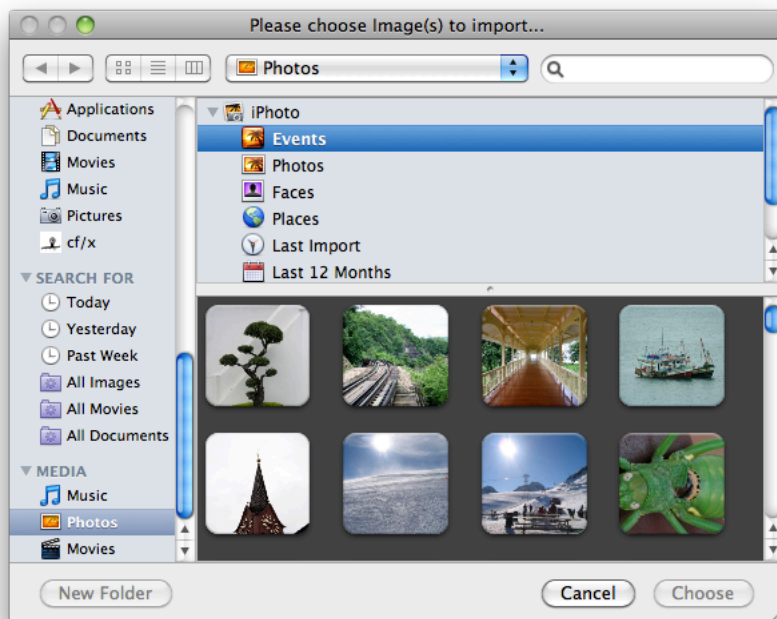 Please choose Image(s) to import...
Photos
Applications
Documents
Movies
Music
Pictures
cf/x
SEARCH FOR
Today
Yesterday
Past Week
All Images
All Movies
All Documents
MEDIA
Music
Photos
Movies
iPhoto
Events
Photos
Faces
Places
Last Import
Last 12 Months
New Folder
Cancel
Choose